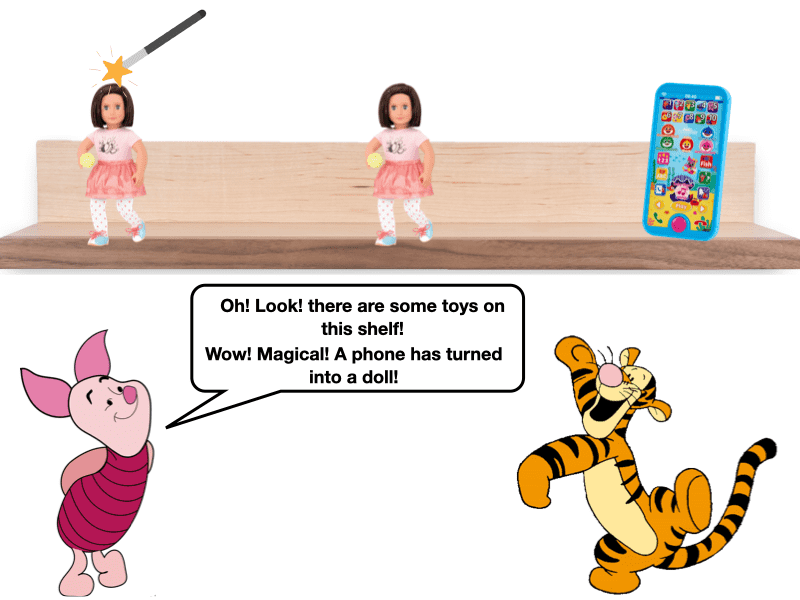 Oh! Look! there are some toys on
this shelf!
Wow! Magical! A phone has turned
into a doll!